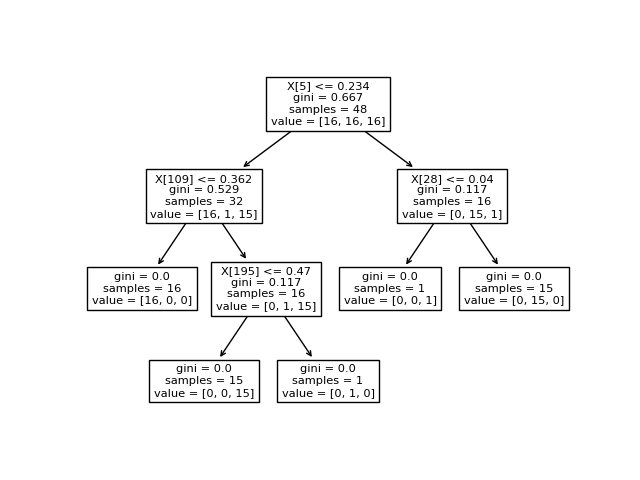 X[5] <= 0.234
gini = 0.667
samples = 48
value = [16, 16, 16]
X[109] <= 0.362
gini = 0.529
samples = 32
value = [16, 1, 15]
X[28] <= 0.04
gini = 0.117
samples = 16
value = [0, 15, 1]
gini = 0.0
samples = 16
value = [16, 0, 0]
X[195] <= 0.47
gini = 0.117
samples = 16
value = [0, 1, 15]
gini = 0.0
samples = 1
value = [0, 0, 1]
gini = 0.0
samples = 15
value = [0, 15, 0]
gini = 0.0
samples = 15
value = [0, 0, 15]
gini = 0.0
samples = 1
value = [0, 1, 0]